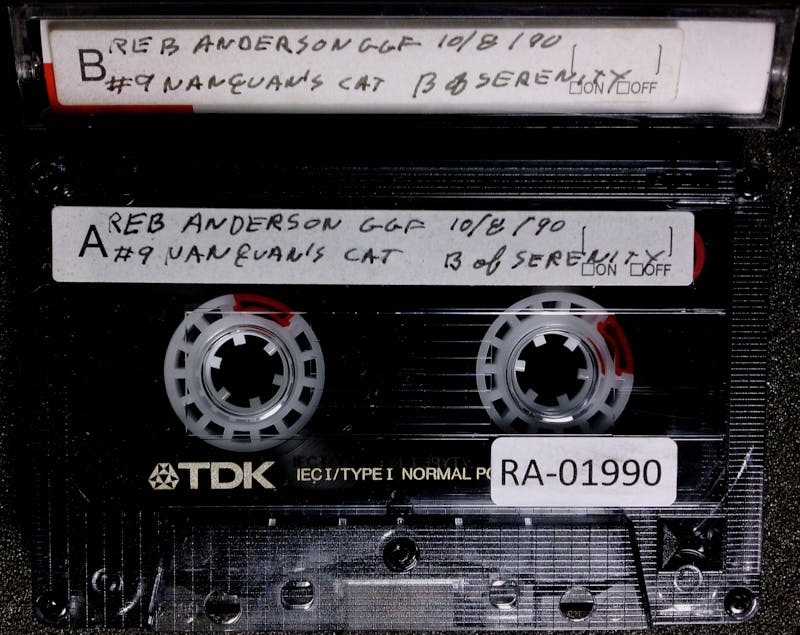 B
REB ANDERSON GGF 10/8/90
#9 NANQUAN'S CAT B of SERENITY
ON OFF
A
REB ANDERSON GGF 10/8/90
#9 NANQUAN'S CAT B of SERENITY
ON OFF
TDK IEC I/TYPE I NORMAL PO
RA-01990